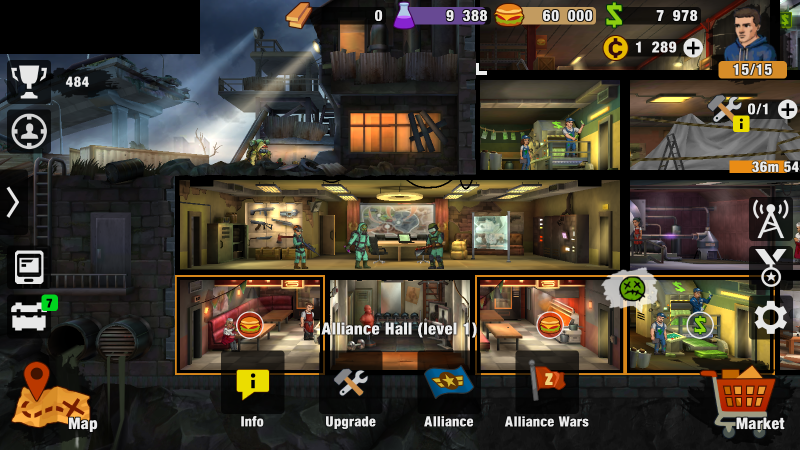 0
9 388
60 000
7 978
1 289
15/15
484
0/1
36m 54
7
Alliance Hall (level 1)
Map
Info
Upgrade
Alliance
Z
Alliance Wars
Market